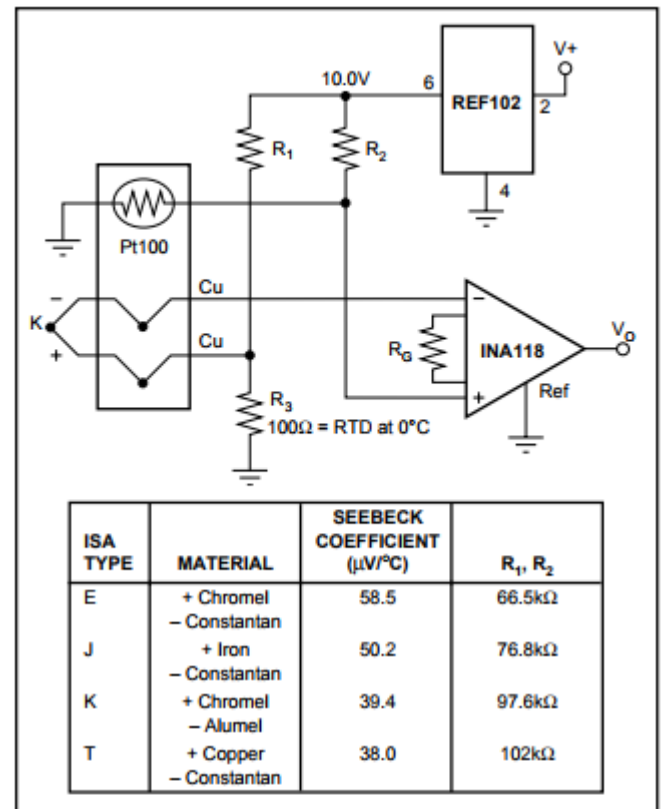 V+
10.0V
6
REF102
2
R1
R2
4
Pt100
Cu
–
K
Cu
+
–
RG
INA118
VO
+
Ref
R3
100Ω = RTD at 0°C
ISA TYPE
MATERIAL
SEEBECK COEFFICIENT (μV/°C)
R1, R2
E
+ Chromel
– Constantan
58.5
66.5kΩ
J
+ Iron
– Constantan
50.2
76.8kΩ
K
+ Chromel
– Alumel
39.4
97.6kΩ
T
+ Copper
– Constantan
38.0
102kΩ